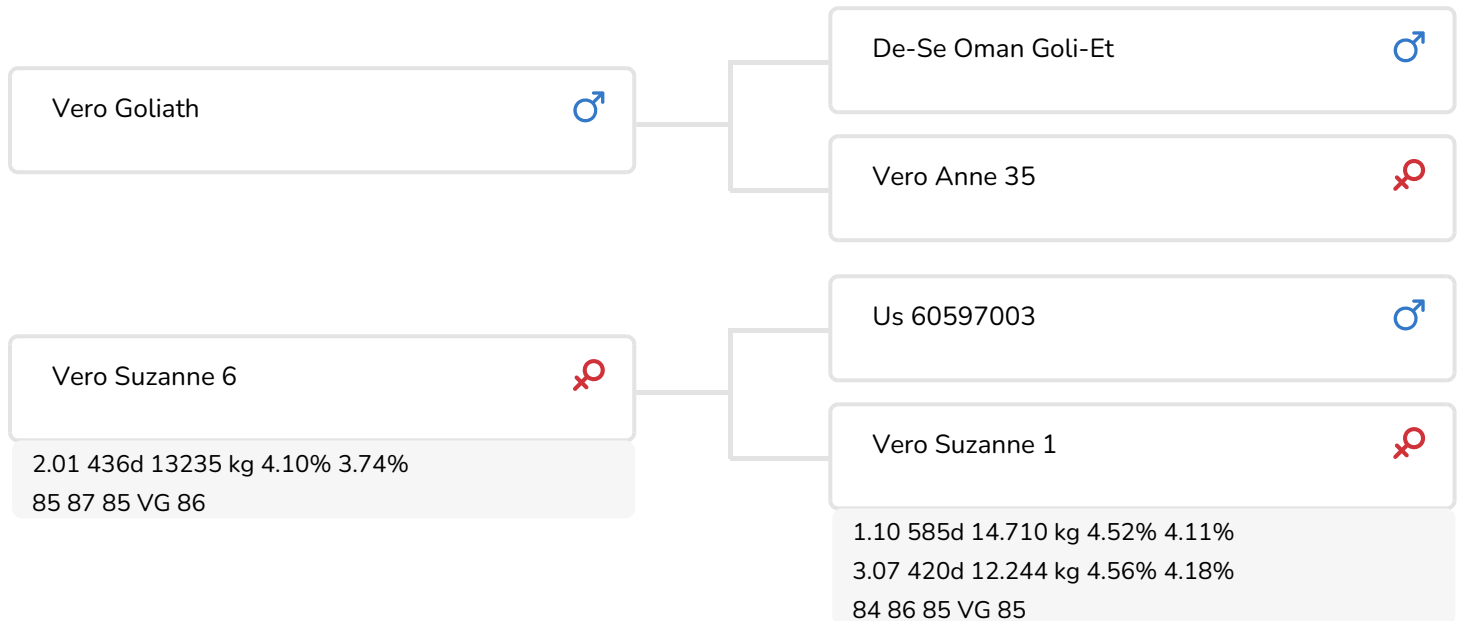 De-Se Oman Goli-Et
Vero Goliath
Vero Anne 35
Us 60597003
Vero Suzanne 6
2.01 436d 13235 kg 4.10% 3.74%
85 87 85 VG 86
Vero Suzanne 1
1.10 585d 14.710 kg 4.52% 4.11%
3.07 420d 12.244 kg 4.56% 4.18%
84 86 85 VG 85